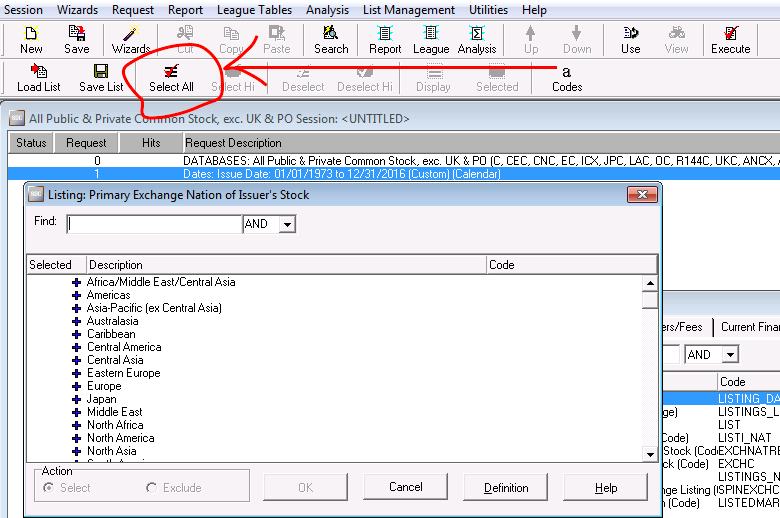 Session Wizards Request Report League Tables Analysis List Management Utilities Help
New Save Wizards Cut Copy Paste Search Report League Analysis Up Down Use View Execute
a
Load List Save List Select All Select Hi Deselect Deselect Hi Display Selected Codes
SDC All Public & Private Common Stock, exc. UK & PO Session: <UNTITLED>
Status Request Hits Request Description
0 DATABASES: All Public & Private Common Stock, exc. UK & PO (C, CEC, CNC, EC, ICX, JPC, LAC, OC, R144C, UKC, ANCX,
1 Dates: Issue Date: 01/01/1973 to 12/31/2016 (Custom) (Calendar)
SDC Listing: Primary Exchange Nation of Issuer's Stock
Find: AND
Selected Description Code
Africa/Middle East/Central Asia
Americas
Asia-Pacific (ex Central Asia)
Australasia
Caribbean
Central America
Central Asia
Eastern Europe
Europe
Japan
Middle East
North Africa
North America
North Asia
Action
Select Exclude OK Cancel Definition Help
ers/Fees Current Finan
AND
Code
LISTING_DA
ge) LISTINGS_L
LIST
Code) LISTI_NAT
Stock (Code EXCHNATRE
ck (Code) EXCHC
LISTINGS_N
nge Listing ( SPINEXCHC
Code) LISTEDMAR